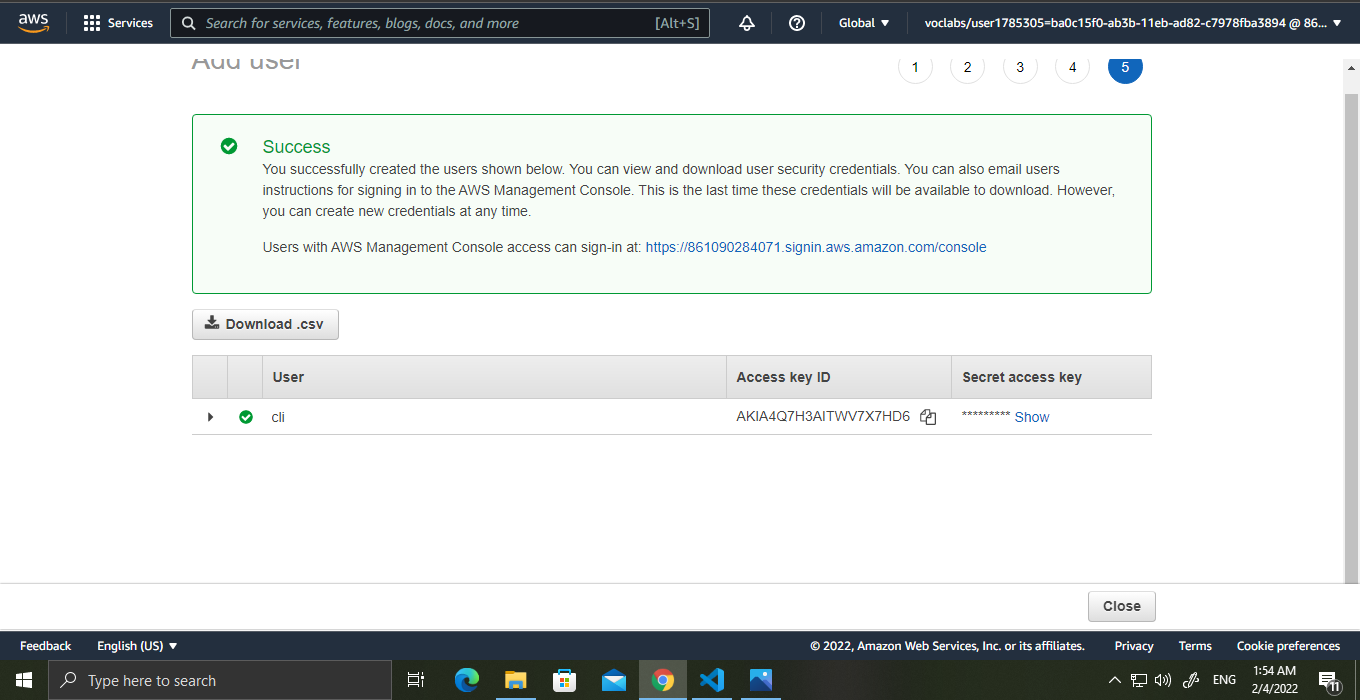 aws
Services
Search for services, features, blogs, docs, and more
[Alt+S]
Global
voclabs/user1785305=ba0c15f0-ab3b-11eb-ad82-c7978fba3894 @ 86...
Add user
1 2 3 4 5
Success
You successfully created the users shown below. You can view and download user security credentials. You can also email users
instructions for signing in to the AWS Management Console. This is the last time these credentials will be available to download. However,
you can create new credentials at any time.
Users with AWS Management Console access can sign-in at: https://861090284071.signin.aws.amazon.com/console
Download .csv
User Access key ID Secret access key
cli AKIA4Q7H3AITWV7X7HD6 ********* Show
Close
Feedback English (US) © 2022, Amazon Web Services, Inc. or its affiliates. Privacy Terms Cookie preferences
Type here to search
ENG
1:54 AM
2/4/2022
11